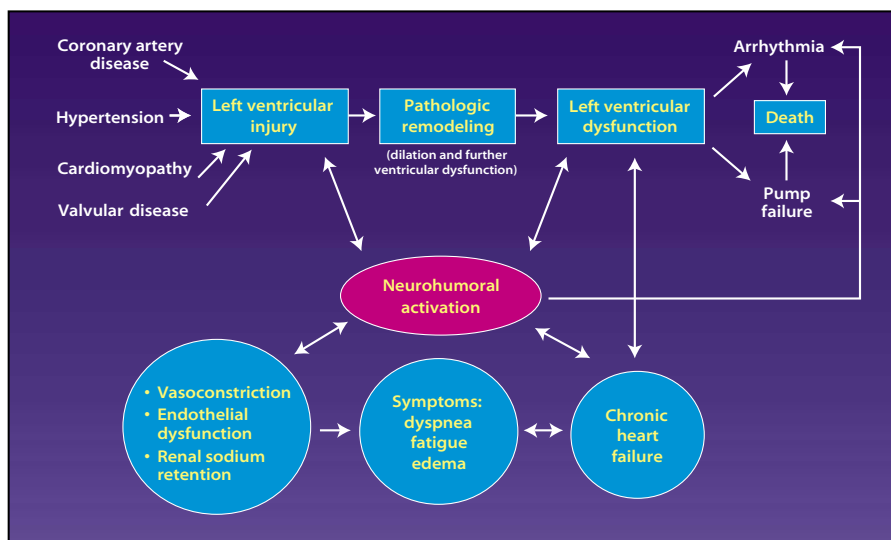 Coronary artery
disease
Hypertension
Cardiomyopathy
Valvular disease
Left ventricular
injury
Pathologic
remodeling
(dilation and further
ventricular dysfunction)
Left ventricular
dysfunction
Arrhythmia
Death
Pump
failure
Neurohumoral
activation
• Vasoconstriction
• Endothelial
dysfunction
• Renal sodium
retention
Symptoms:
dyspnea
fatigue
edema
Chronic
heart
failure